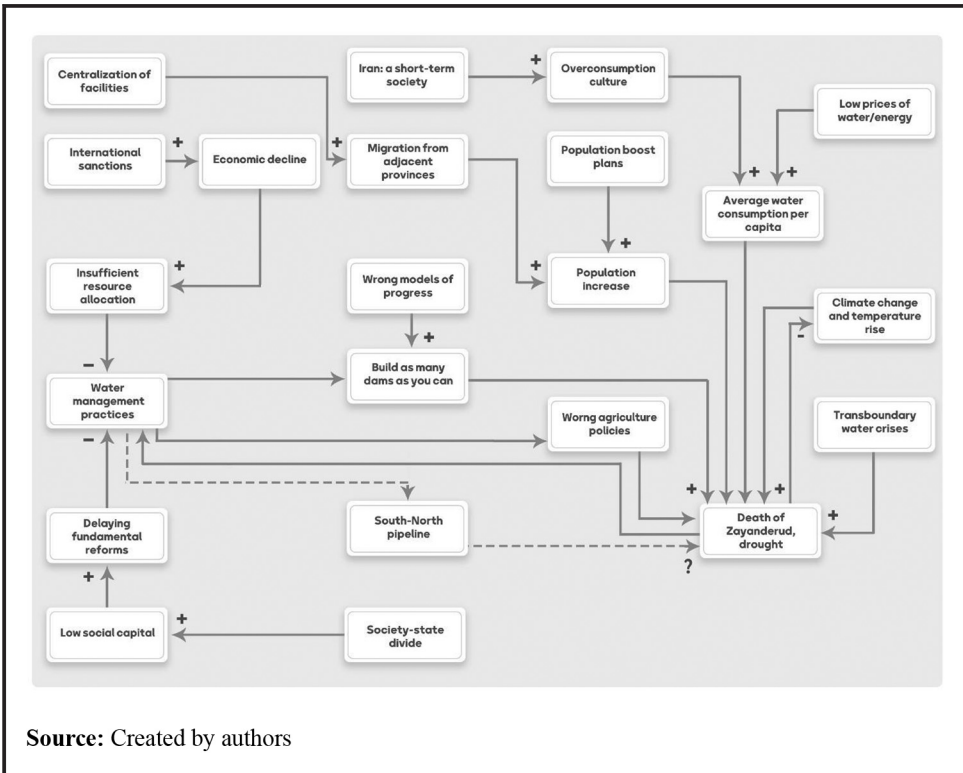 Centralization of
facilities
Iran: a short-term
society
+
Overconsumption
culture
Low prices of
water/energy
International
sanctions
+
Economic decline
+
Migration from
adjacent
provinces
Population boost
plans
+
+
Average water
consumption per
capita
Insufficient
resource
allocation
+
Wrong models of
progress
+
+
Population
increase
Climate change
and temperature
rise
-
–
Water
management
practices
–
+
Build as many
dams as you can
Worng agriculture
policies
Transboundary
water crises
Delaying
fundamental
reforms
South-North
pipeline
+
+
Death of
Zayanderud,
drought
+
?
+
Low social capital
+
Society-state
divide
Source: Created by authors